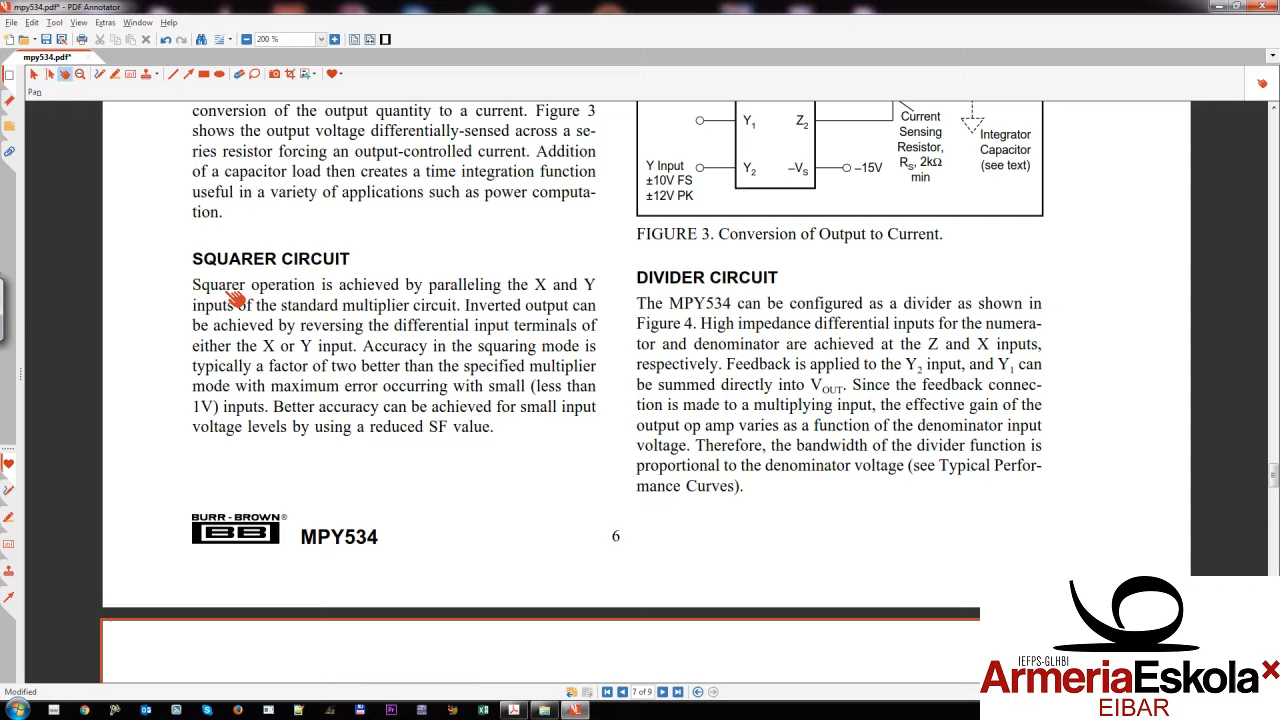 mpy534.pdf* - PDF Annotator
File Edit Tool View Extras Window Help
200 %
mpy534.pdf*
Pan
conversion of the output quantity to a current. Figure 3
shows the output voltage differentially-sensed across a se-
ries resistor forcing an output-controlled current. Addition
of a capacitor load then creates a time integration function
useful in a variety of applications such as power computa-
tion.
SQUARER CIRCUIT
Squarer operation is achieved by paralleling the X and Y
inputs of the standard multiplier circuit. Inverted output can
be achieved by reversing the differential input terminals of
either the X or Y input. Accuracy in the squaring mode is
typically a factor of two better than the specified multiplier
mode with maximum error occurring with small (less than
1V) inputs. Better accuracy can be achieved for small input
voltage levels by using a reduced SF value.
Y1
Z2
Current
Sensing
Resistor,
RS, 2kΩ
min
Integrator
Capacitor
(see text)
Y Input
±10V FS
±12V PK
Y2
–VS
–15V
FIGURE 3. Conversion of Output to Current.
DIVIDER CIRCUIT
The MPY534 can be configured as a divider as shown in
Figure 4. High impedance differential inputs for the numera-
tor and denominator are achieved at the Z and X inputs,
respectively. Feedback is applied to the Y2 input, and Y1 can
be summed directly into VOUT. Since the feedback connec-
tion is made to a multiplying input, the effective gain of the
output op amp varies as a function of the denominator input
voltage. Therefore, the bandwidth of the divider function is
proportional to the denominator voltage (see Typical Perfor-
mance Curves).
BURR-BROWN®
BB
MPY534
6
Modified
7 of 9
IEFPS-GLHBI
ArmeriaEskola
EIBAR